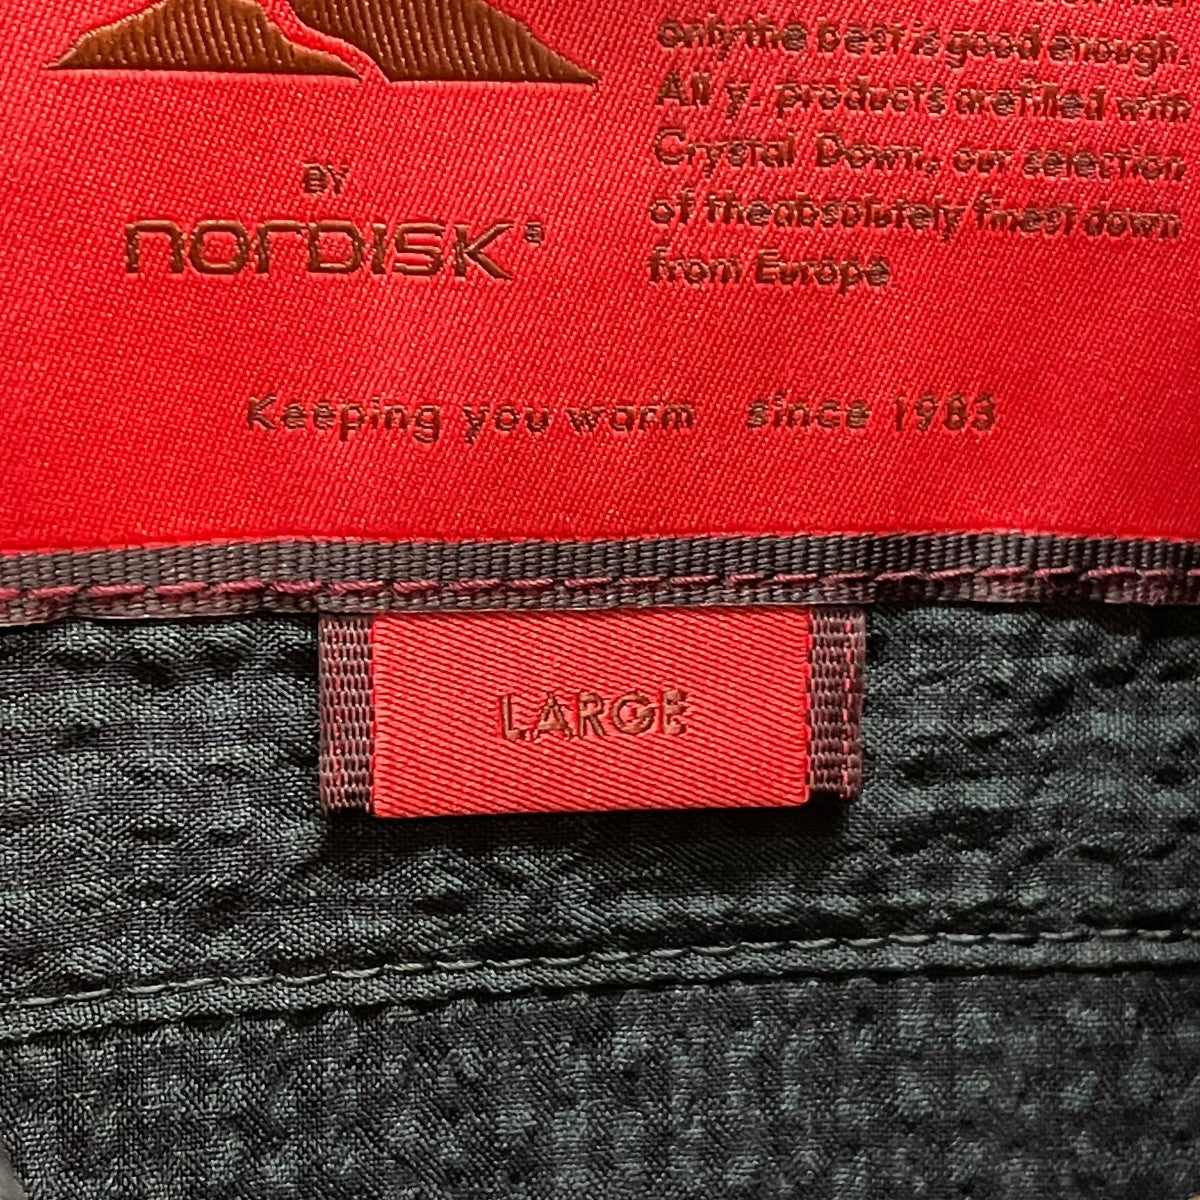 only the best is good enough.
All y. products are filled with
Crystal Down, our selection
of the absolutely finest down
from Europe
BY
NORDISK®
Keeping you warm since 1983
LARGE